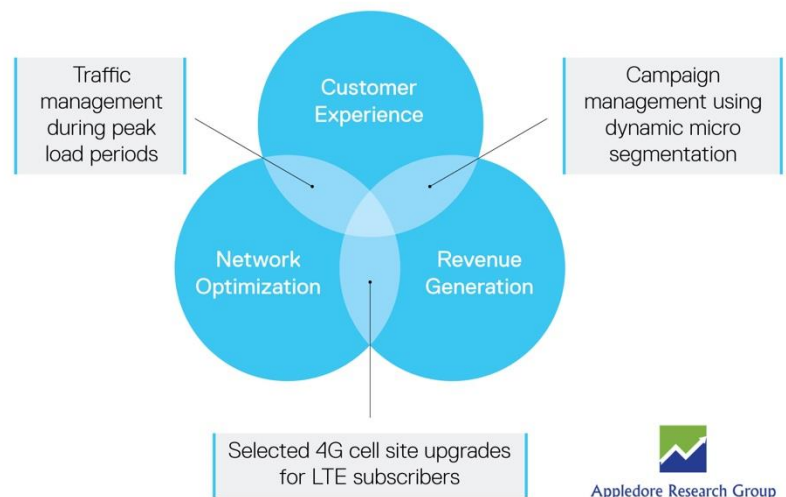 Traffic
management
during peak
load periods
Customer
Experience
Campaign
management using
dynamic micro
segmentation
Network
Optimization
Revenue
Generation
Selected 4G cell site upgrades
for LTE subscribers
Appledore Research Group